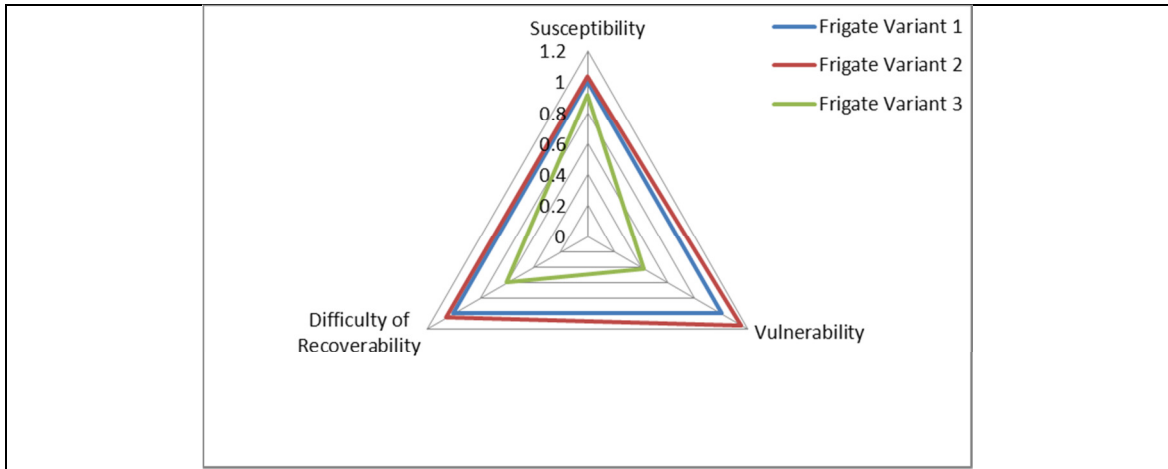 Susceptibility
1.2
1
0.8
0.6
0.4
0.2
0
Difficulty of
Recoverability
Vulnerability
Frigate Variant 1
Frigate Variant 2
Frigate Variant 3